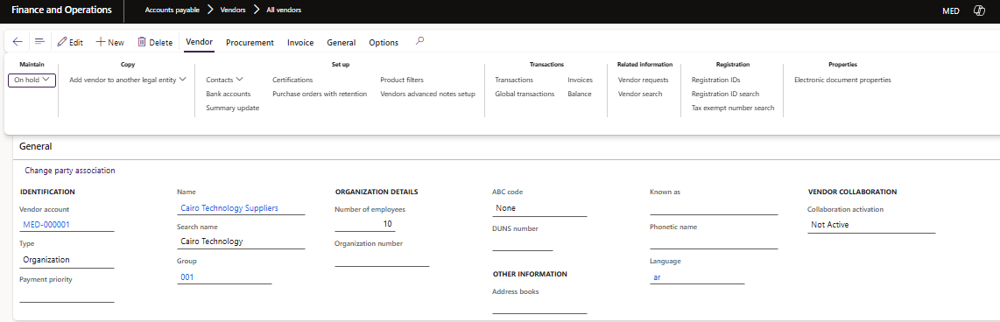 Finance and Operations
Accounts payable
Vendors
All vendors
MED
Edit
New
Delete
Vendor
Procurement
Invoice
General
Options
Maintain
On hold
Copy
Add vendor to another legal entity
Set up
Contacts
Bank accounts
Summary update
Certifications
Purchase orders with retention
Product filters
Vendors advanced notes setup
Transactions
Transactions
Global transactions
Invoices
Balance
Related information
Vendor requests
Vendor search
Registration
Registration IDs
Registration ID search
Tax exempt number search
Properties
Electronic document properties
General
Change party association
IDENTIFICATION
Vendor account
MED-000001
Type
Organization
Payment priority
Name
Cairo Technology Suppliers
Search name
Cairo Technology
Group
001
ORGANIZATION DETAILS
Number of employees
10
Organization number
ABC code
None
DUNS number
OTHER INFORMATION
Address books
Known as
Phonetic name
Language
ar
VENDOR COLLABORATION
Collaboration activation
Not Active